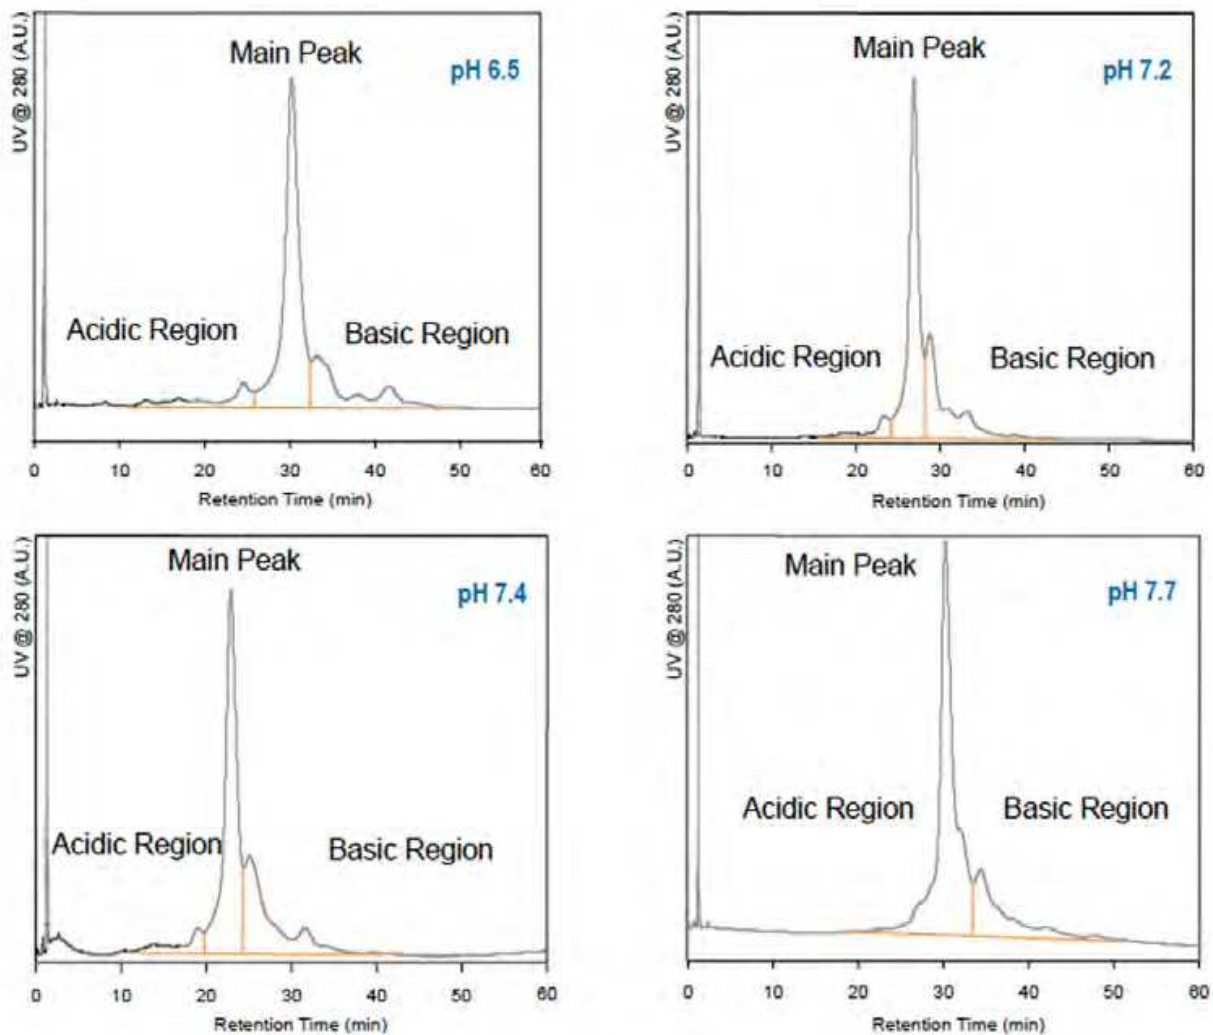 Main Peak
pH 6.5
UV @ 280 (A.U.)
Acidic Region
Basic Region
0 10 20 30 40 50 60
Retention Time (min)
Main Peak
pH 7.2
UV @ 280 (A.U.)
Acidic Region
Basic Region
0 10 20 30 40 50 60
Retention Time (min)
Main Peak
pH 7.4
UV @ 280 (A.U.)
Acidic Region
Basic Region
0 10 20 30 40 50 60
Retention Time (min)
Main Peak
pH 7.7
UV @ 280 (A.U.)
Acidic Region
Basic Region
0 10 20 30 40 50 60
Retention Time (min)